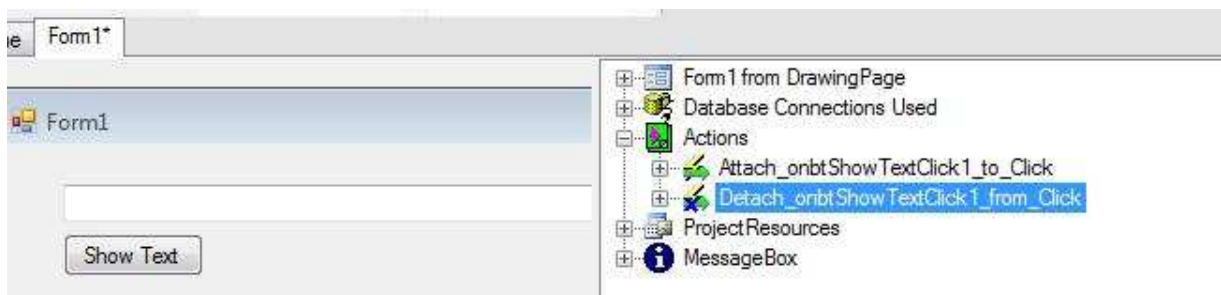 Form1*
Form1
Show Text
Form1 from DrawingPage
Database Connections Used
Actions
Attach_onbtShowTextClick1_to_Click
Detach_onbtShowTextClick1_from_Click
ProjectResources
MessageBox